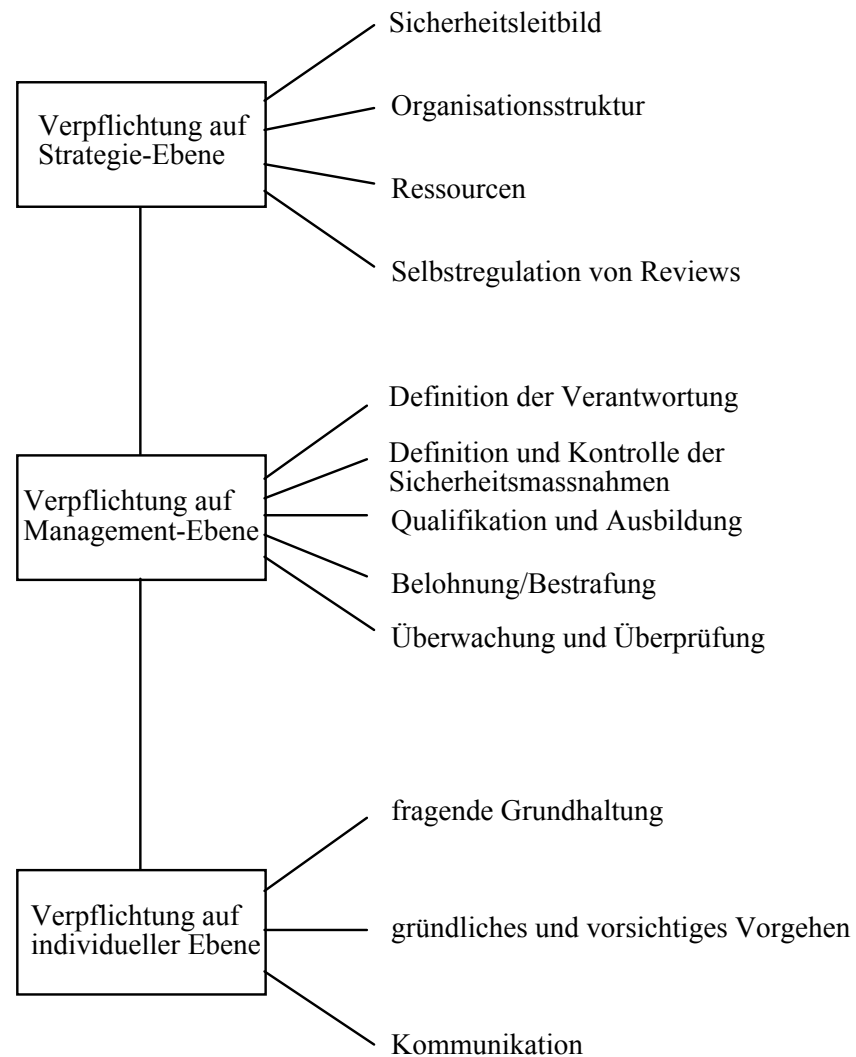 Verpflichtung auf
Strategie-Ebene
Sicherheitsleitbild
Organisationsstruktur
Ressourcen
Selbstregulation von Reviews
Verpflichtung auf
Management-Ebene
Definition der Verantwortung
Definition und Kontrolle der
Sicherheitsmassnahmen
Qualifikation und Ausbildung
Belohnung/Bestrafung
Überwachung und Überprüfung
Verpflichtung auf
individueller Ebene
fragende Grundhaltung
gründliches und vorsichtiges Vorgehen
Kommunikation